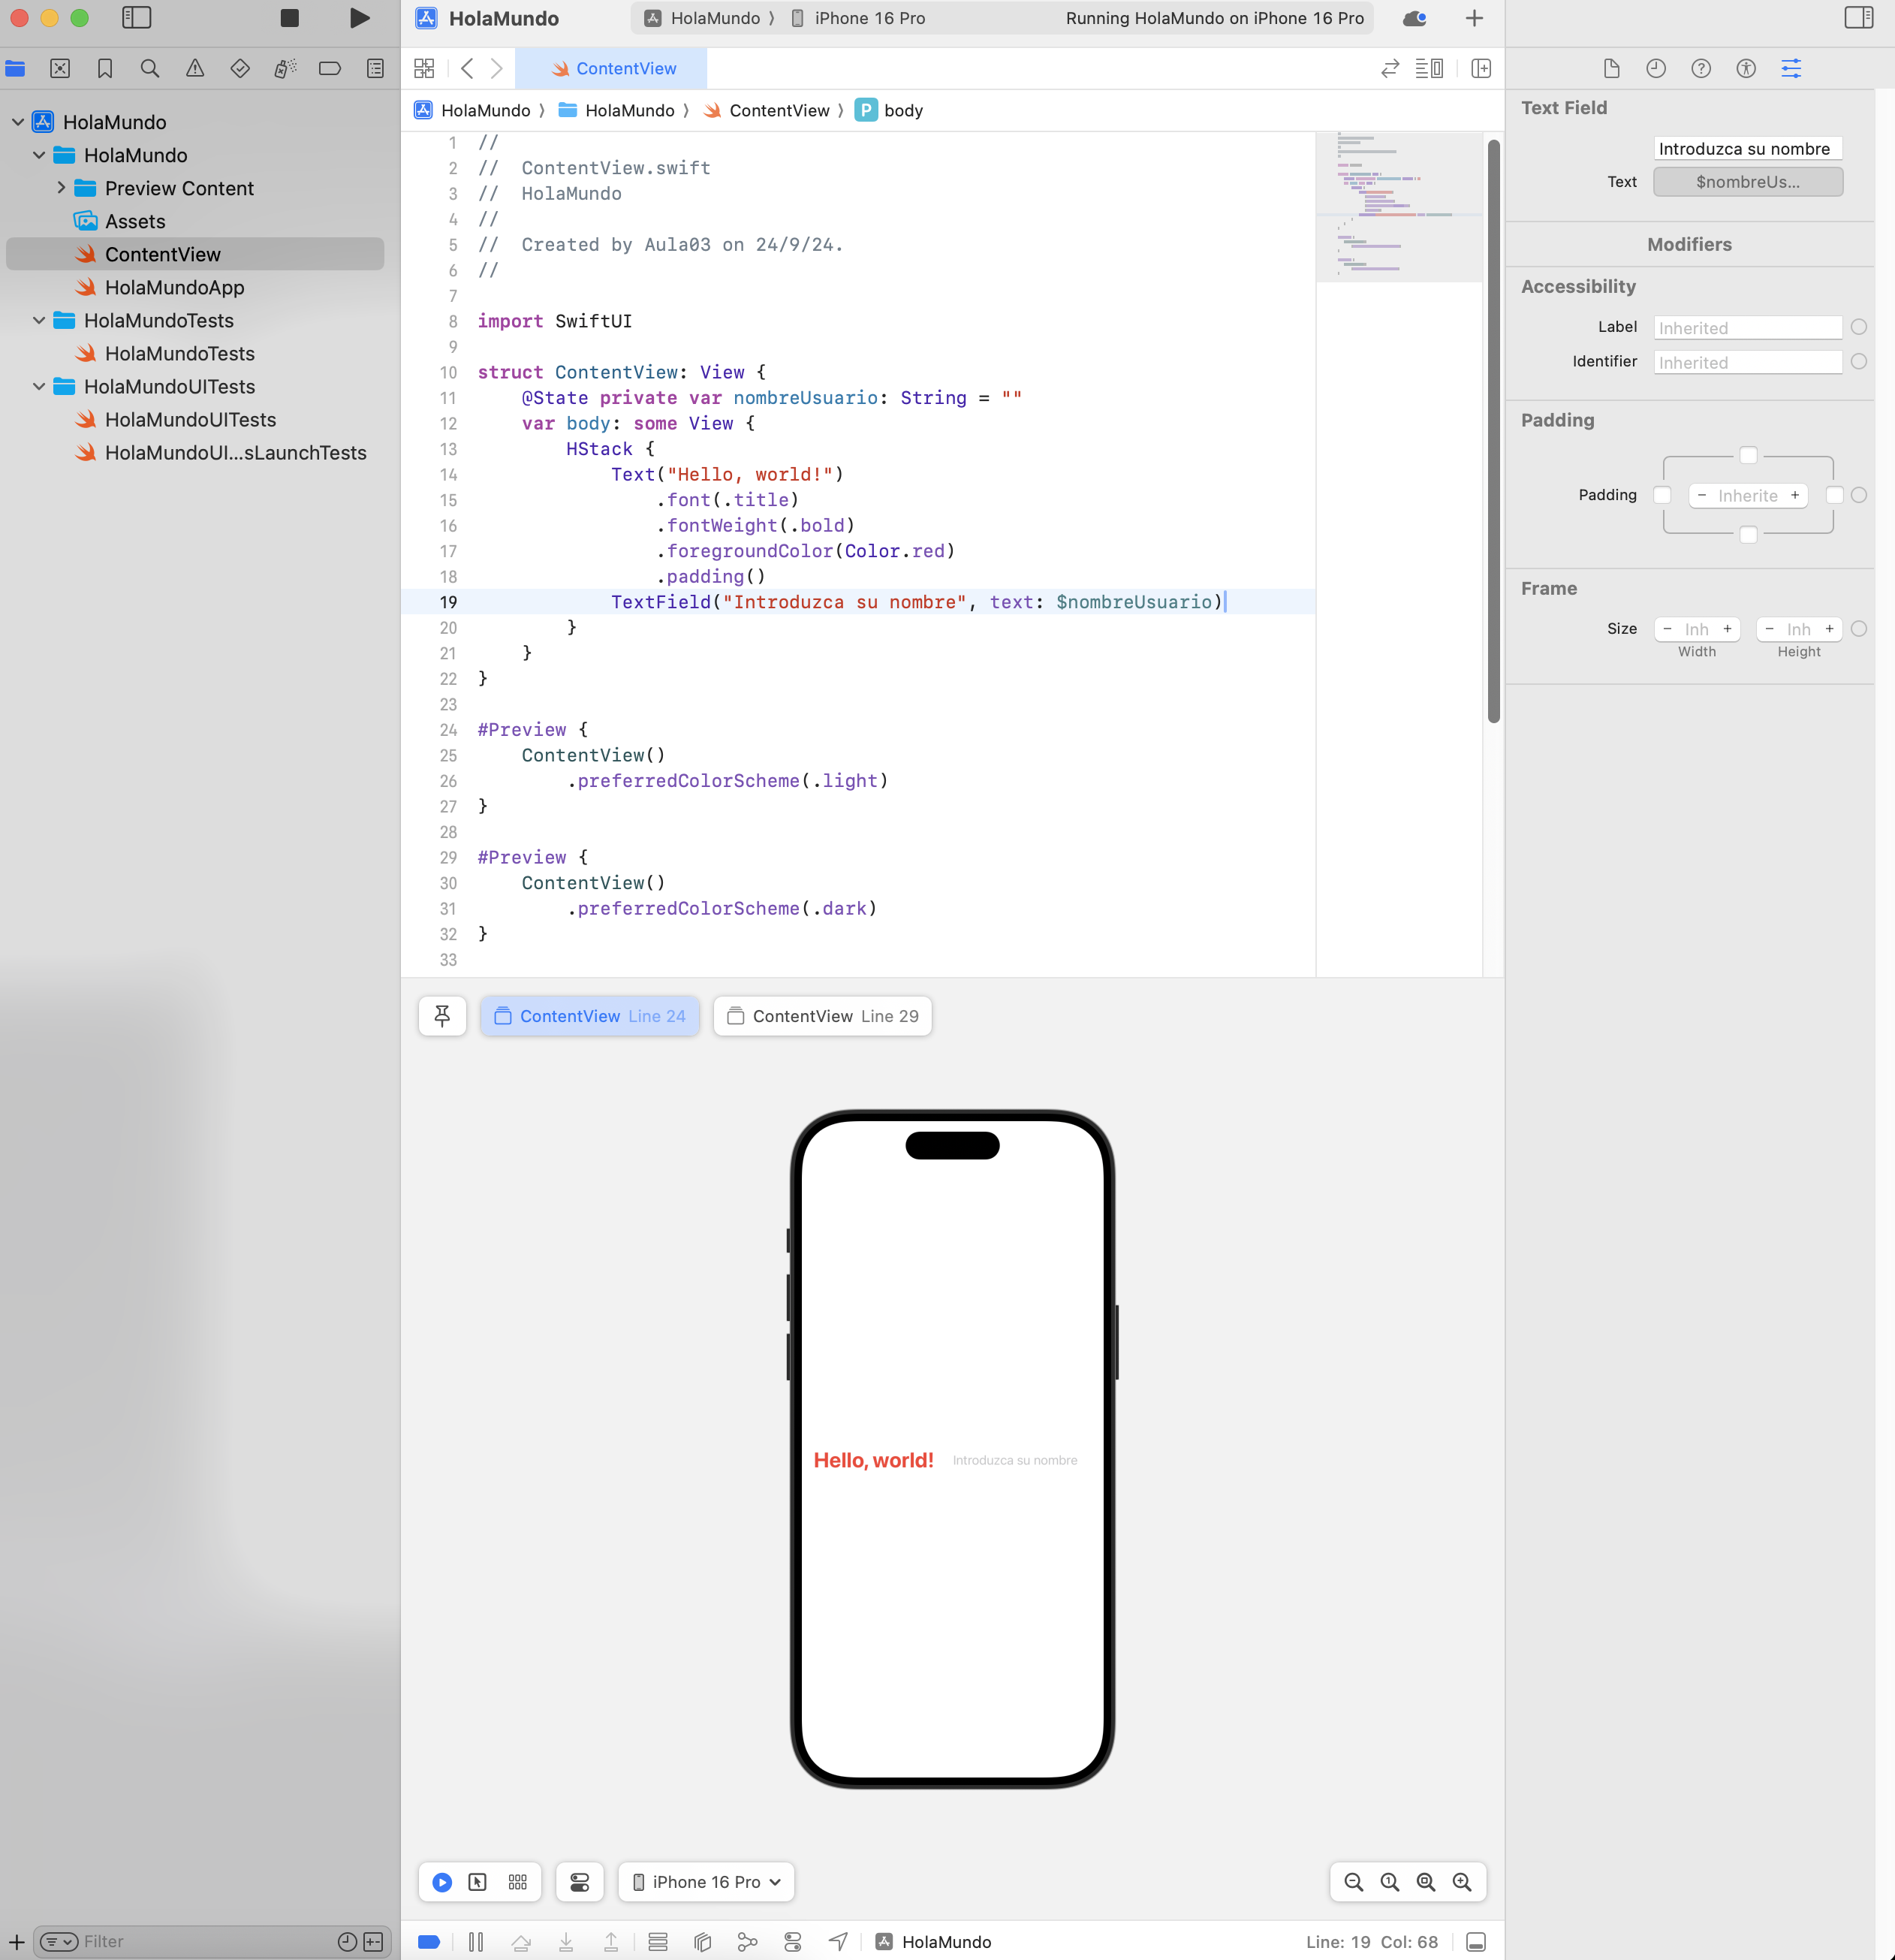 HolaMundo
HolaMundo
iPhone 16 Pro
Running HolaMundo on iPhone 16 Pro
ContentView
HolaMundo
HolaMundo
ContentView
P body
HolaMundo
HolaMundo
Preview Content
Assets
ContentView
HolaMundoApp
HolaMundoTests
HolaMundoTests
HolaMundoUITests
HolaMundoUITests
HolaMundoUI...sLaunchTests
Filter
1 //
2 //  ContentView.swift
3 //  HolaMundo
4 //
5 //  Created by Aula03 on 24/9/24.
6 //
7
8 import SwiftUI
9
10 struct ContentView: View {
11     @State private var nombreUsuario: String = ""
12     var body: some View {
13         HStack {
14             Text("Hello, world!")
15                 .font(.title)
16                 .fontWeight(.bold)
17                 .foregroundColor(Color.red)
18                 .padding()
19             TextField("Introduzca su nombre", text: $nombreUsuario)
20         }
21     }
22 }
23
24 #Preview {
25     ContentView()
26         .preferredColorScheme(.light)
27 }
28
29 #Preview {
30     ContentView()
31         .preferredColorScheme(.dark)
32 }
33
ContentView Line 24
ContentView Line 29
Hello, world!
Introduzca su nombre
iPhone 16 Pro
HolaMundo
Line: 19 Col: 68
Text Field
Introduzca su nombre
Text $nombreUs...
Modifiers
Accessibility
Label Inherited
Identifier Inherited
Padding
Padding − Inherite +
Frame
Size − Inh + − Inh +
Width Height